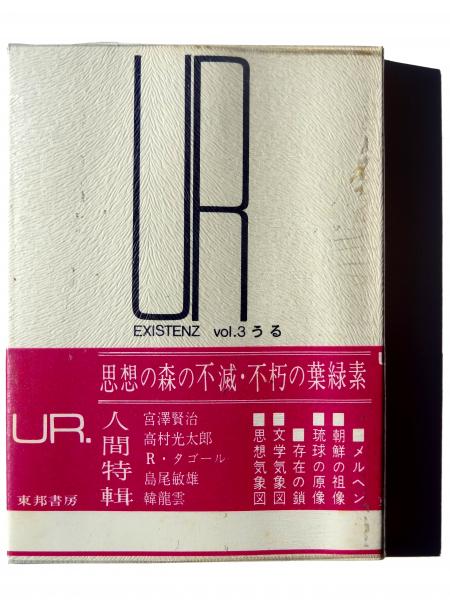 UR
EXISTENZ vol.3 うる
思想の森の不滅・不朽の葉緑素
UR.
東邦書房
人間特輯
宮澤賢治
高村光太郎
R・タゴール
島尾敏雄
韓龍雲
■メルヘン
■朝鮮の祖像
■琉球の原像
■存在の鎖
■文学気象図
■思想気象図